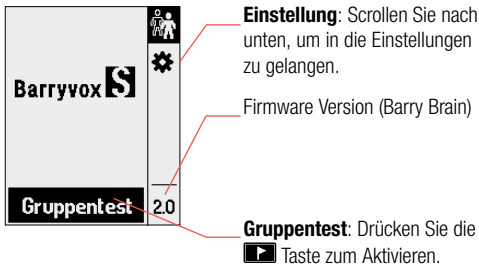 Einstellung: Scrollen Sie nach
unten, um in die Einstellungen
zu gelangen.
Barryvox S
Firmware Version (Barry Brain)
Gruppentest 2.0
Gruppentest: Drücken Sie die
Taste zum Aktivieren.